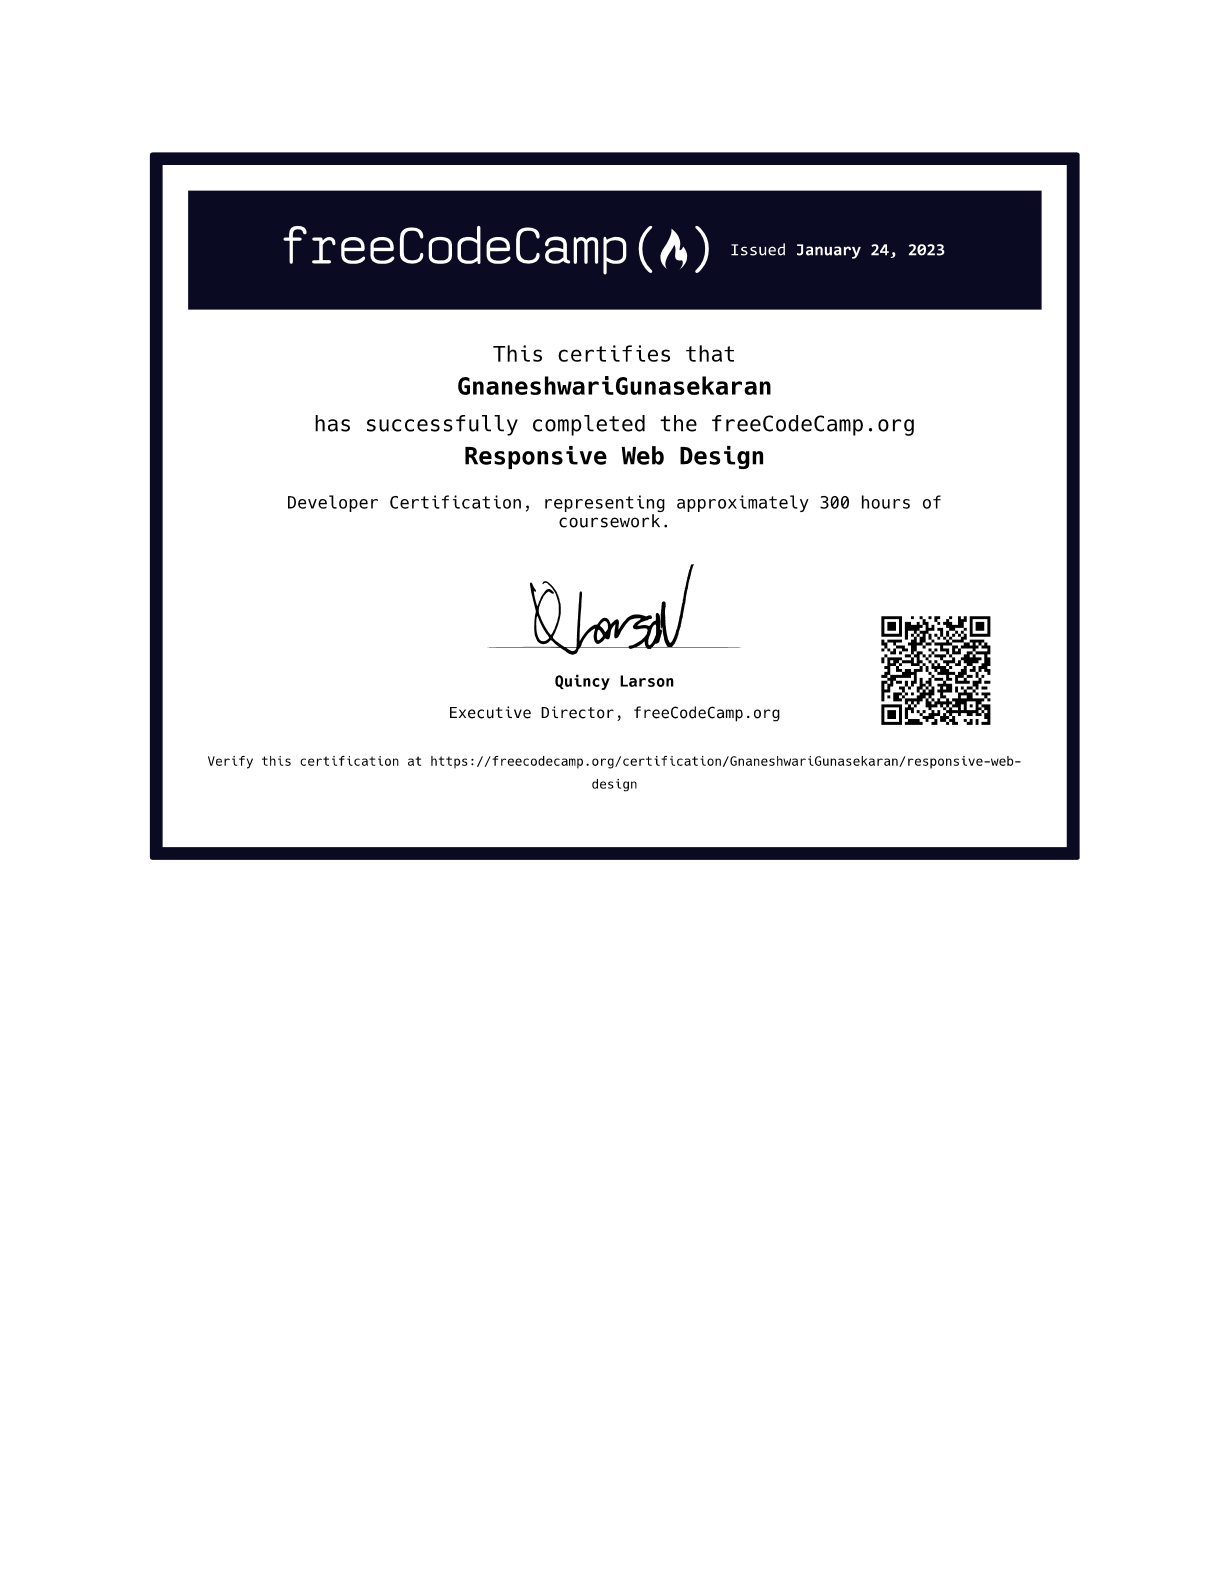 freeCodeCamp(🔥) Issued January 24, 2023
This certifies that
GnaneshwariGunasekaran
has successfully completed the freeCodeCamp.org
Responsive Web Design
Developer Certification, representing approximately 300 hours of
coursework.
Q Larson
Quincy Larson
Executive Director, freeCodeCamp.org
Verify this certification at https://freecodecamp.org/certification/GnaneshwariGunasekaran/responsive-web-
design